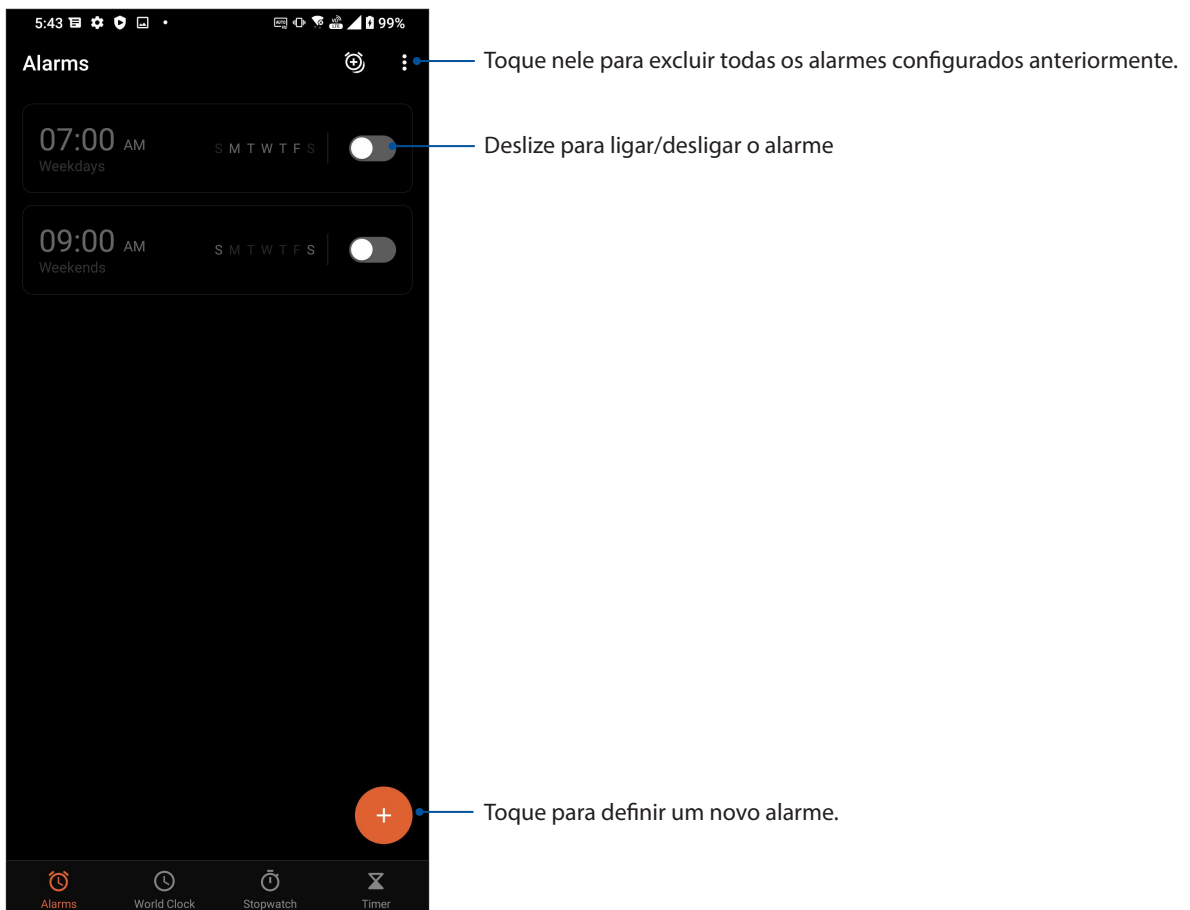 5:43 99%
Alarms
Toque nele para excluir todas os alarmes configurados anteriormente.
07:00 AM S M T W T F S
Weekdays
Deslize para ligar/desligar o alarme
09:00 AM S M T W T F S
Weekends
+
Toque para definir um novo alarme.
Alarms World Clock Stopwatch Timer